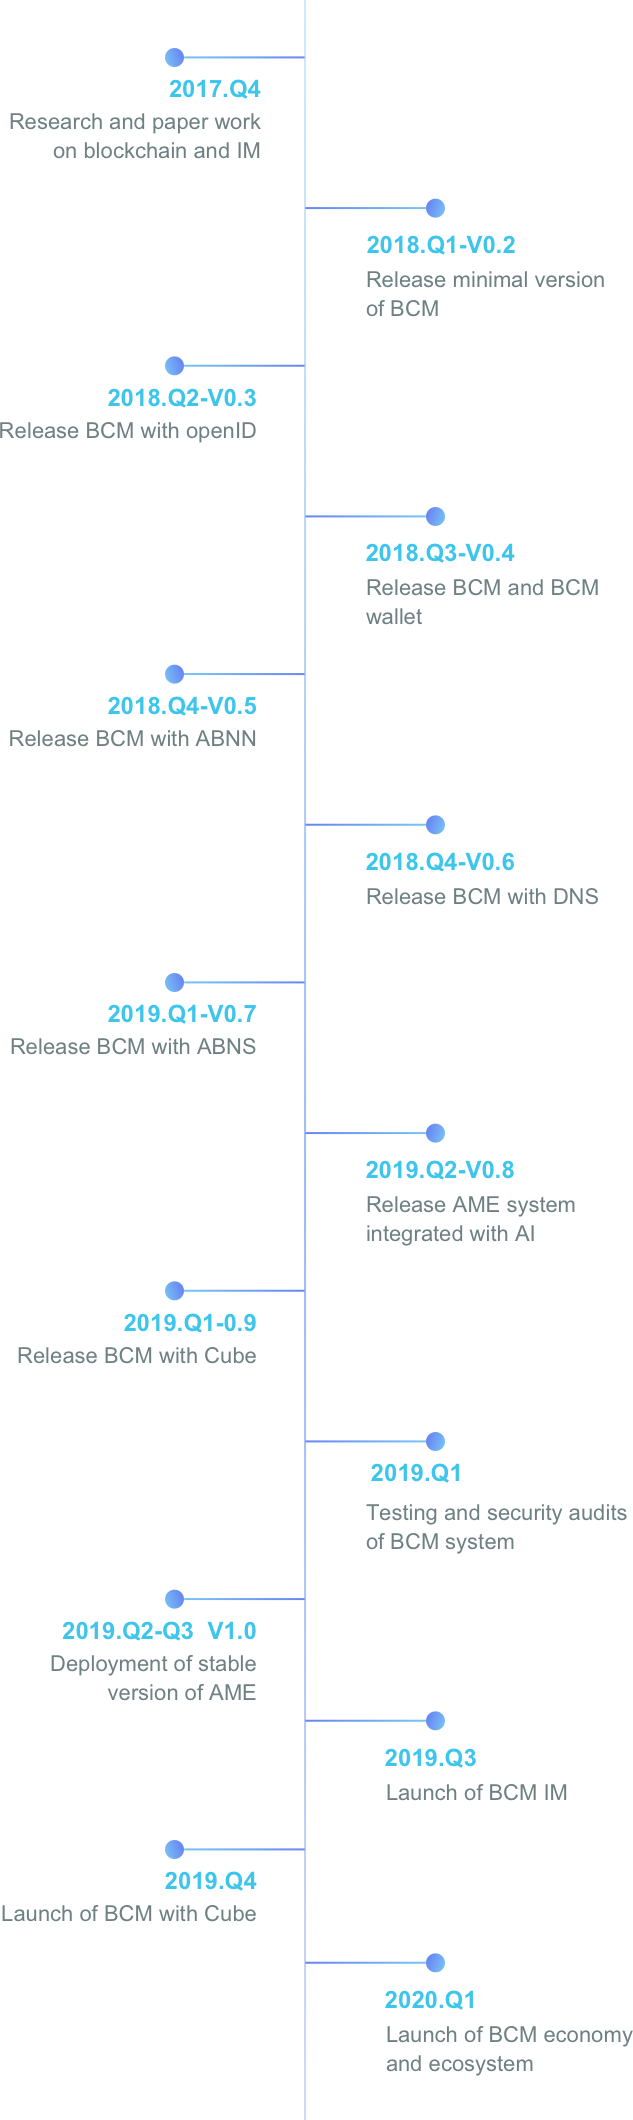 2017.Q4
Research and paper work
on blockchain and IM
2018.Q1-V0.2
Release minimal version
of BCM
2018.Q2-V0.3
Release BCM with openID
2018.Q3-V0.4
Release BCM and BCM
wallet
2018.Q4-V0.5
Release BCM with ABNN
2018.Q4-V0.6
Release BCM with DNS
2019.Q1-V0.7
Release BCM with ABNS
2019.Q2-V0.8
Release AME system
integrated with AI
2019.Q1-0.9
Release BCM with Cube
2019.Q1
Testing and security audits
of BCM system
2019.Q2-Q3  V1.0
Deployment of stable
version of AME
2019.Q3
Launch of BCM IM
2019.Q4
Launch of BCM with Cube
2020.Q1
Launch of BCM economy
and ecosystem